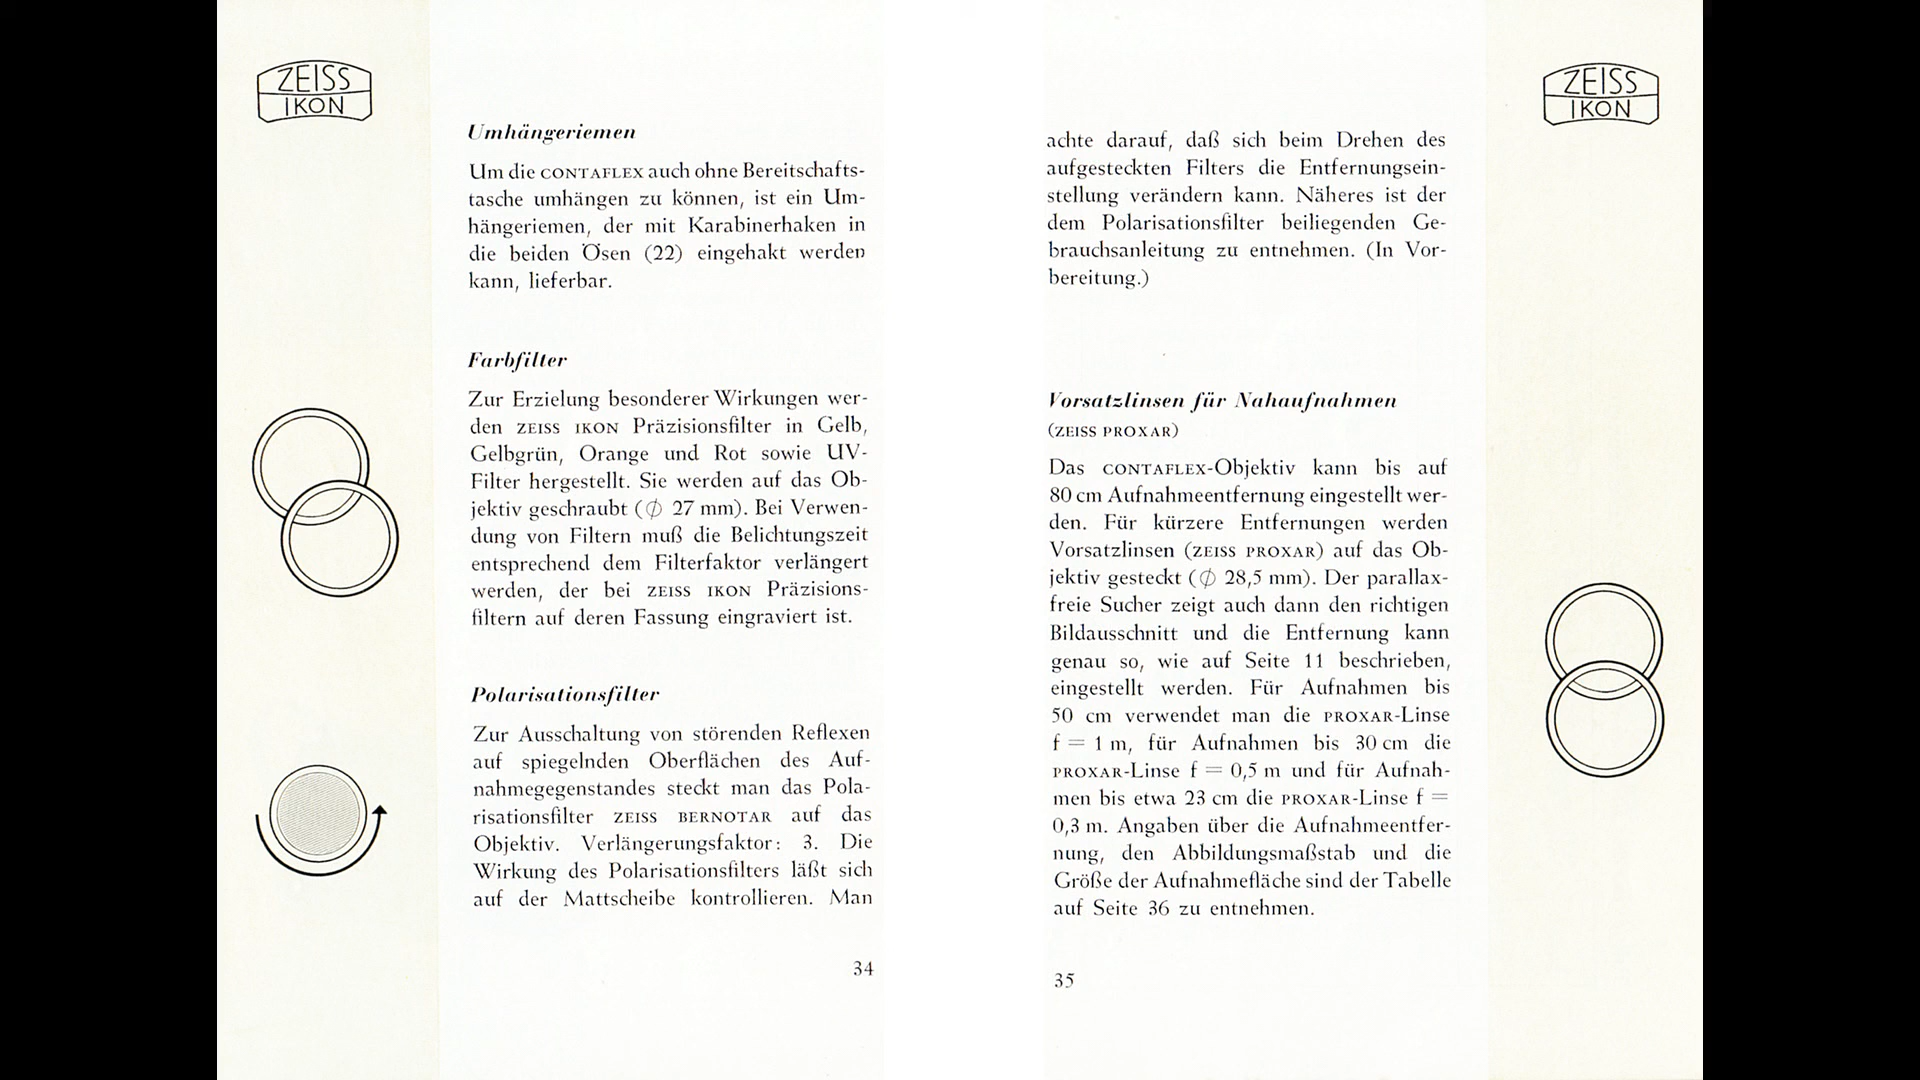 ZEISS
IKON
Umhängeriemen
Um die CONTAFLEX auch ohne Bereitschafts-
tasche umhängen zu können, ist ein Um-
hängeriemen, der mit Karabinerhaken in
die beiden Ösen (22) eingehakt werden
kann, lieferbar.
Farbfilter
Zur Erzielung besonderer Wirkungen wer-
den ZEISS IKON Präzisionsfilter in Gelb,
Gelbgrün, Orange und Rot sowie UV-
Filter hergestellt. Sie werden auf das Ob-
jektiv geschraubt (∅ 27 mm). Bei Verwen-
dung von Filtern muß die Belichtungszeit
entsprechend dem Filterfaktor verlängert
werden, der bei ZEISS IKON Präzisions-
filtern auf deren Fassung eingraviert ist.
Polarisationsfilter
Zur Ausschaltung von störenden Reflexen
auf spiegelnden Oberflächen des Auf-
nahmegegenstandes steckt man das Pola-
risationsfilter ZEISS BERNOTAR auf das
Objektiv. Verlängerungsfaktor: 3. Die
Wirkung des Polarisationsfilters läßt sich
auf der Mattscheibe kontrollieren. Man
34
ZEISS
IKON
achte darauf, daß sich beim Drehen des
aufgesteckten Filters die Entfernungsein-
stellung verändern kann. Näheres ist der
dem Polarisationsfilter beiliegenden Ge-
brauchsanleitung zu entnehmen. (In Vor-
bereitung.)
Vorsatzlinsen für Nahaufnahmen
(ZEISS PROXAR)
Das CONTAFLEX-Objektiv kann bis auf
80 cm Aufnahmeentfernung eingestellt wer-
den. Für kürzere Entfernungen werden
Vorsatzlinsen (ZEISS PROXAR) auf das Ob-
jektiv gesteckt (∅ 28,5 mm). Der parallax-
freie Sucher zeigt auch dann den richtigen
Bildausschnitt und die Entfernung kann
genau so, wie auf Seite 11 beschrieben,
eingestellt werden. Für Aufnahmen bis
50 cm verwendet man die PROXAR-Linse
f = 1 m, für Aufnahmen bis 30 cm die
PROXAR-Linse f = 0,5 m und für Aufnah-
men bis etwa 23 cm die PROXAR-Linse f =
0,3 m. Angaben über die Aufnahmeentfer-
nung, den Abbildungsmaßstab und die
Größe der Aufnahmefläche sind der Tabelle
auf Seite 36 zu entnehmen.
35